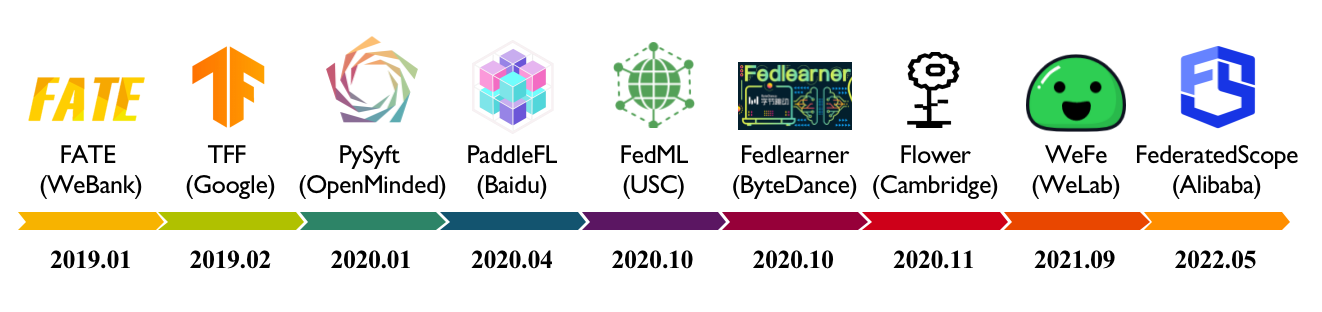 FATE
TF
Fedlearner
字节跳动
FS
FATE
(WeBank)
TFF
(Google)
PySyft
(OpenMinded)
PaddleFL
(Baidu)
FedML
(USC)
Fedlearner
(ByteDance)
Flower
(Cambridge)
WeFe
(WeLab)
FederatedScope
(Alibaba)
2019.01
2019.02
2020.01
2020.04
2020.10
2020.10
2020.11
2021.09
2022.05